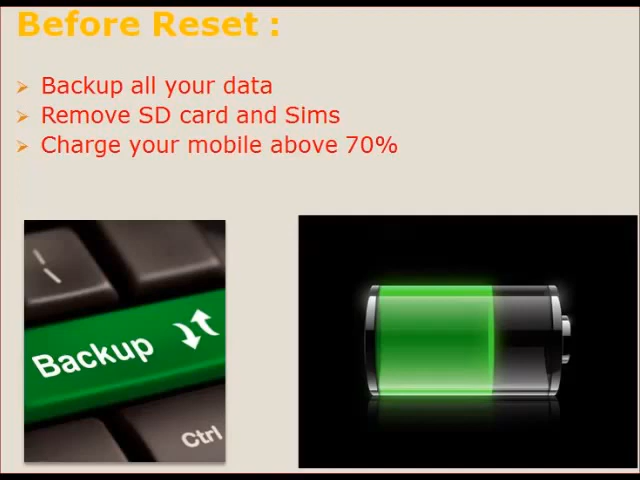 Before Reset :
Backup all your data
Remove SD card and Sims
Charge your mobile above 70%
Backup
Ctrl